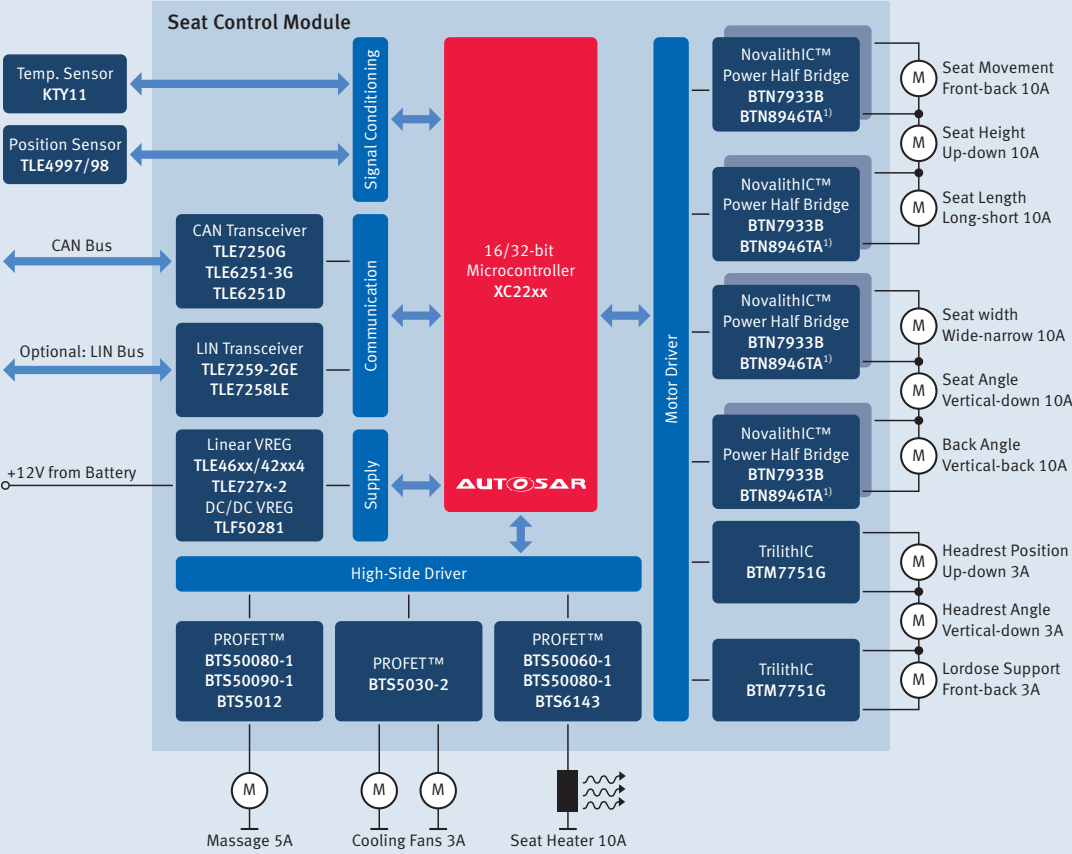 Seat Control Module
Temp. Sensor
KTY11
Position Sensor
TLE4997/98
Signal Conditioning
CAN Bus
CAN Transceiver
TLE7250G
TLE6251-3G
TLE6251D
Optional: LIN Bus
LIN Transceiver
TLE7259-2GE
TLE7258LE
Communication
+12V from Battery
Linear VREG
TLE46xx/42xx4
TLE727x-2
DC/DC VREG
TLF50281
Supply
16/32-bit
Microcontroller
XC22xx
AUTOSAR
High-Side Driver
PROFET™
BTS50080-1
BTS50090-1
BTS5012
PROFET™
BTS5030-2
PROFET™
BTS50060-1
BTS50080-1
BTS6143
M
Massage 5A
M
M
Cooling Fans 3A
Seat Heater 10A
Motor Driver
NovalithIC™
Power Half Bridge
BTN7933B
BTN8946TA1)
NovalithIC™
Power Half Bridge
BTN7933B
BTN8946TA1)
NovalithIC™
Power Half Bridge
BTN7933B
BTN8946TA1)
NovalithIC™
Power Half Bridge
BTN7933B
BTN8946TA1)
TrilithIC
BTM7751G
TrilithIC
BTM7751G
M
Seat Movement
Front-back 10A
M
Seat Height
Up-down 10A
M
Seat Length
Long-short 10A
M
Seat width
Wide-narrow 10A
M
Seat Angle
Vertical-down 10A
M
Back Angle
Vertical-back 10A
M
Headrest Position
Up-down 3A
M
Headrest Angle
Vertical-down 3A
M
Lordose Support
Front-back 3A